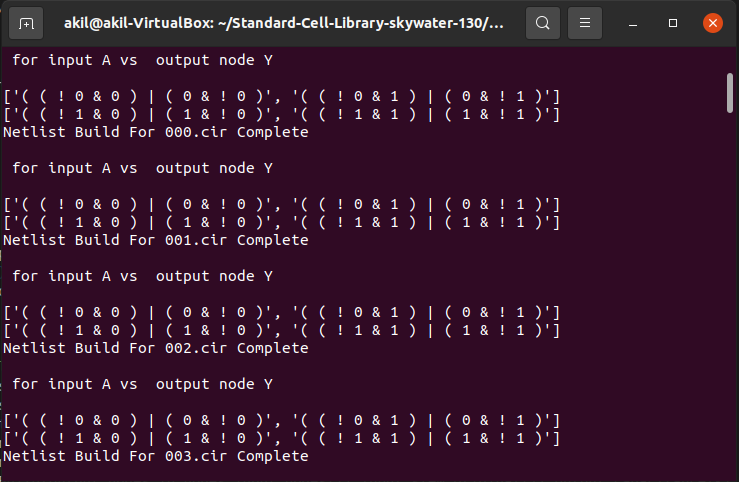 akil@akil-VirtualBox: ~/Standard-Cell-Library-skywater-130/...
for input A vs  output node Y
['( ( ! 0 & 0 ) | ( 0 & ! 0 )', '( ( ! 0 & 1 ) | ( 0 & ! 1 )']
['( ( ! 1 & 0 ) | ( 1 & ! 0 )', '( ( ! 1 & 1 ) | ( 1 & ! 1 )']
Netlist Build For 000.cir Complete
for input A vs  output node Y
['( ( ! 0 & 0 ) | ( 0 & ! 0 )', '( ( ! 0 & 1 ) | ( 0 & ! 1 )']
['( ( ! 1 & 0 ) | ( 1 & ! 0 )', '( ( ! 1 & 1 ) | ( 1 & ! 1 )']
Netlist Build For 001.cir Complete
for input A vs  output node Y
['( ( ! 0 & 0 ) | ( 0 & ! 0 )', '( ( ! 0 & 1 ) | ( 0 & ! 1 )']
['( ( ! 1 & 0 ) | ( 1 & ! 0 )', '( ( ! 1 & 1 ) | ( 1 & ! 1 )']
Netlist Build For 002.cir Complete
for input A vs  output node Y
['( ( ! 0 & 0 ) | ( 0 & ! 0 )', '( ( ! 0 & 1 ) | ( 0 & ! 1 )']
['( ( ! 1 & 0 ) | ( 1 & ! 0 )', '( ( ! 1 & 1 ) | ( 1 & ! 1 )']
Netlist Build For 003.cir Complete